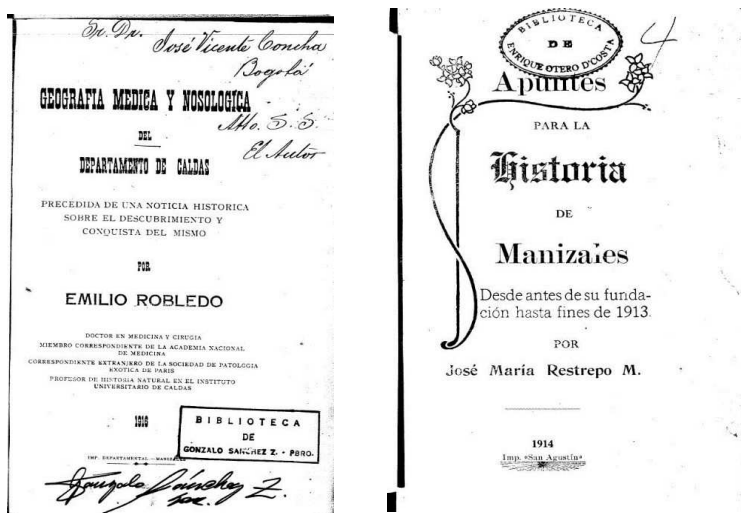 Sr. Dr.
José Vicente Concha
Bogotá
GEOGRAFIA MEDICA Y NOSOLOGICA
Atto. S. S.
DEL
El Autor
DEPARTAMENTO DE CALDAS
PRECEDIDA DE UNA NOTICIA HISTORICA
SOBRE EL DESCUBRIMIENTO Y
CONQUISTA DEL MISMO
POR
EMILIO ROBLEDO
DOCTOR EN MEDICINA Y CIRUGIA
MIEMBRO CORRESPONDIENTE DE LA ACADEMIA NACIONAL
DE MEDICINA
CORRESPONDIENTE EXTRANJERO DE LA SOCIEDAD DE PATOLOGIA
EXOTICA DE PARIS
PROFESOR DE HISTORIA NATURAL EN EL INSTITUTO
UNIVERSITARIO DE CALDAS
1916
BIBLIOTECA
DE
GONZALO SANCHEZ Z. - PBRO.
IMP. DEPARTAMENTAL - MANIZALES
Gonzalo Sánchez Z.
BIBLIOTECA
DE
ENRIQUE OTERO D'COSTA
4
Apuntes
PARA LA
Historia
DE
Manizales
Desde antes de su funda-
ción hasta fines de 1913.
POR
José María Restrepo M.
1914
Imp. «San Agustín»